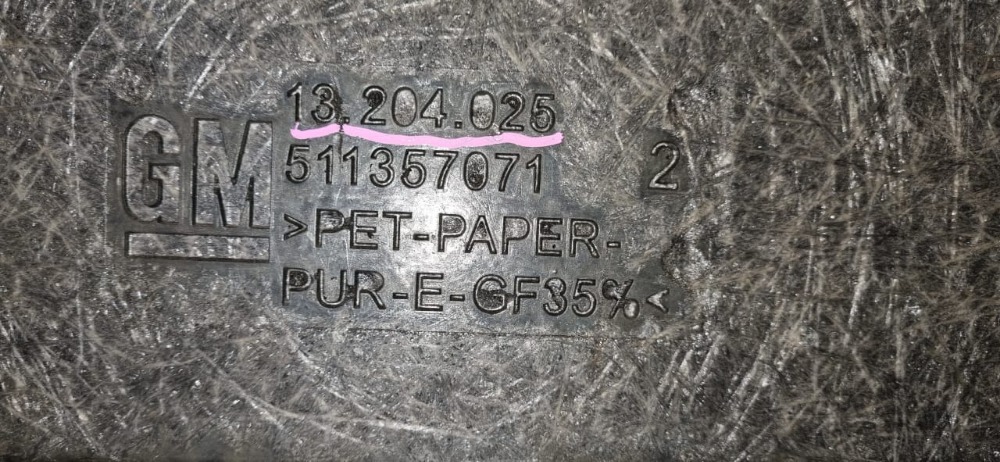 GM
13.204.025
511357071
2
>PET-PAPER-
PUR-E-GF35%<